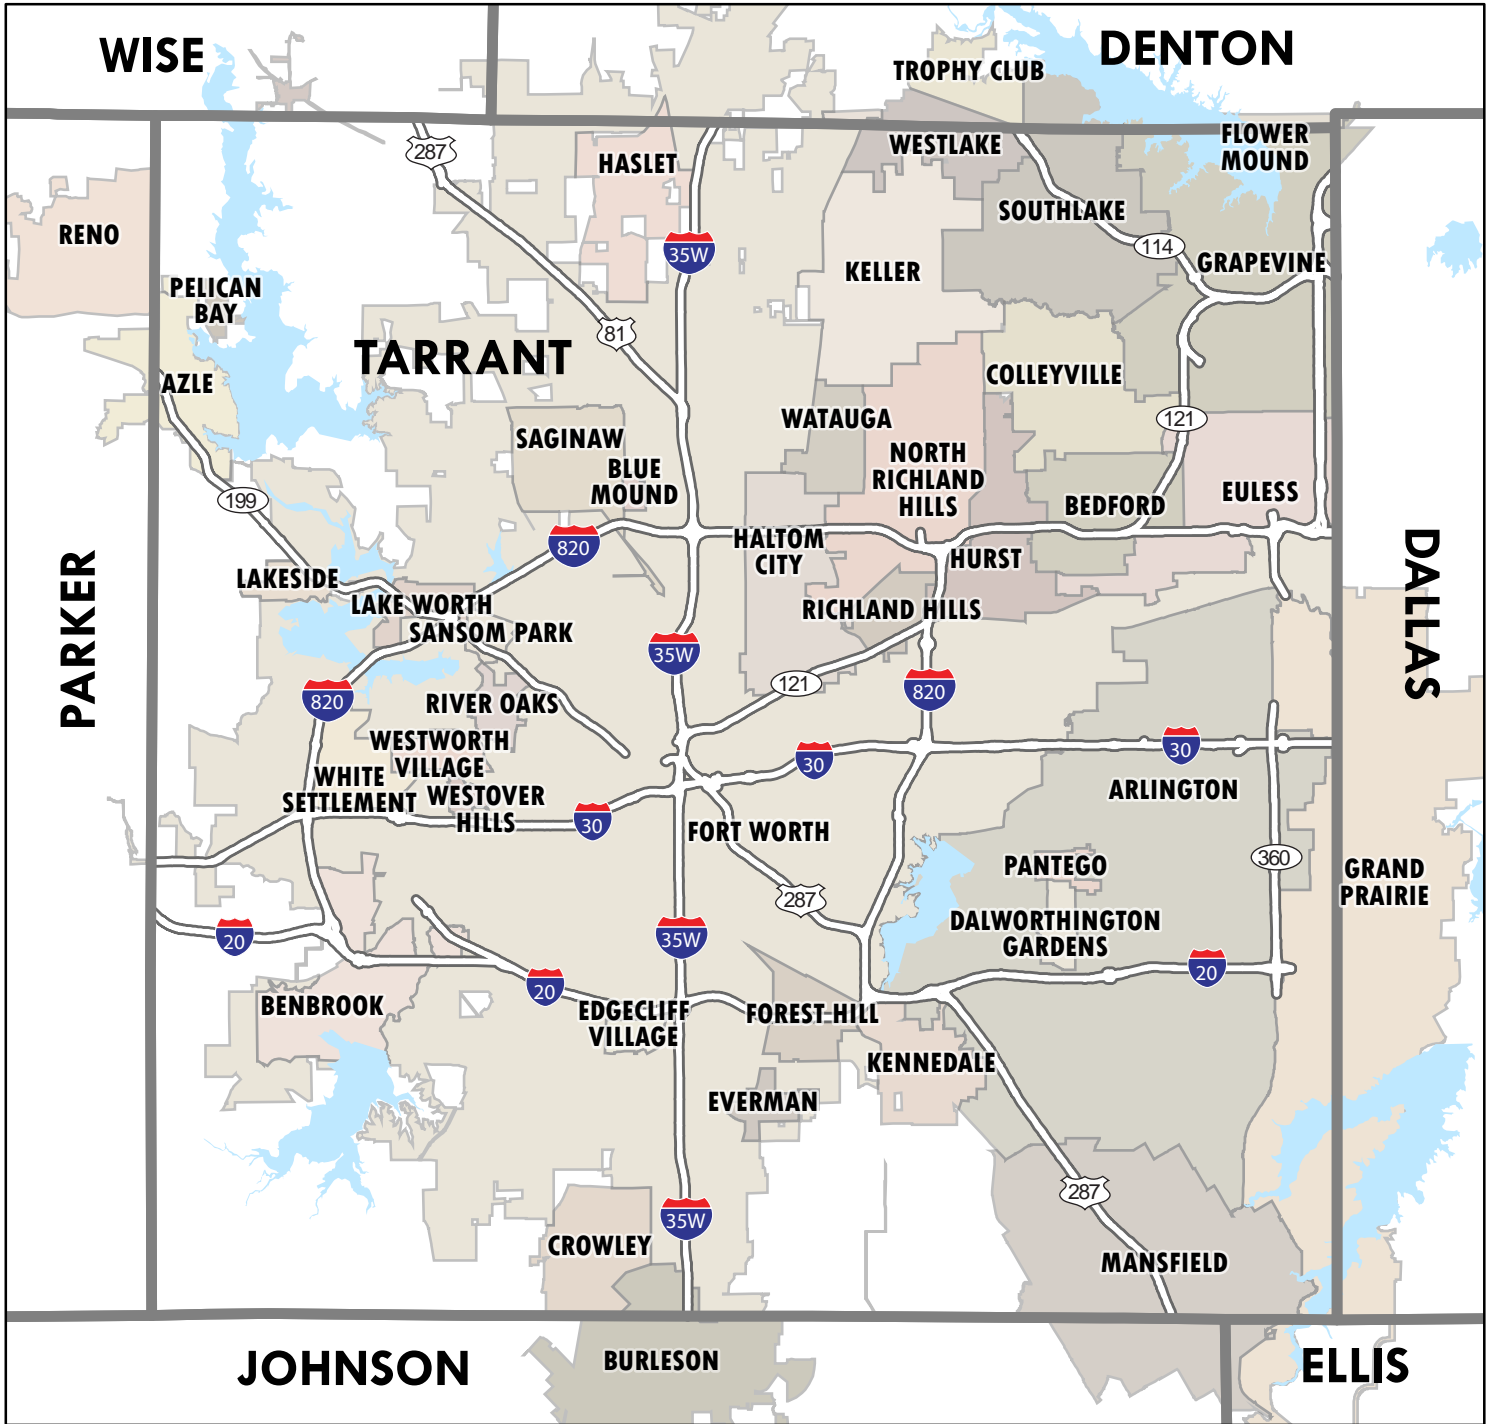 WISE
DENTON
TROPHY CLUB
FLOWER
MOUND
WESTLAKE
287
HASLET
SOUTHLAKE
RENO
114
35W
GRAPEVINE
KELLER
PELICAN
BAY
81
TARRANT
AZLE
COLLEYVILLE
WATAUGA
121
SAGINAW
BLUE
MOUND
NORTH
RICHLAND
HILLS
199
EULESS
BEDFORD
820
HALTOM
CITY
HURST
LAKESIDE
LAKE WORTH
SANSOM PARK
RICHLAND HILLS
PARKER
DALLAS
35W
121
820
820
RIVER OAKS
WESTWORTH
VILLAGE
30
30
WHITE
SETTLEMENT
WESTOVER
HILLS
30
ARLINGTON
FORT WORTH
PANTEGO
360
GRAND
PRAIRIE
287
DALWORTHINGTON
GARDENS
20
35W
20
20
BENBROOK
EDGECLIFF
VILLAGE
FOREST HILL
KENNEDALE
EVERMAN
287
35W
CROWLEY
MANSFIELD
JOHNSON
BURLESON
ELLIS